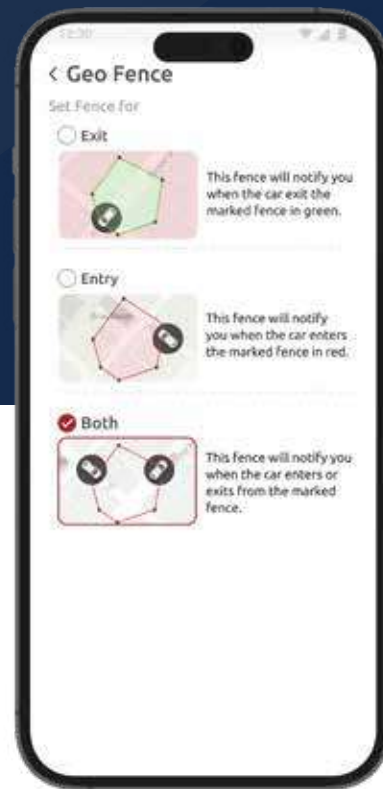 12:30
Geo Fence
Set Fence for
Exit
This fence will notify you
when the car exit the
marked fence in green.
Entry
This fence will notify
you when the car enters
the marked fence in red.
Both
This fence will notify you
when the car enters or
exits from the marked
fence.